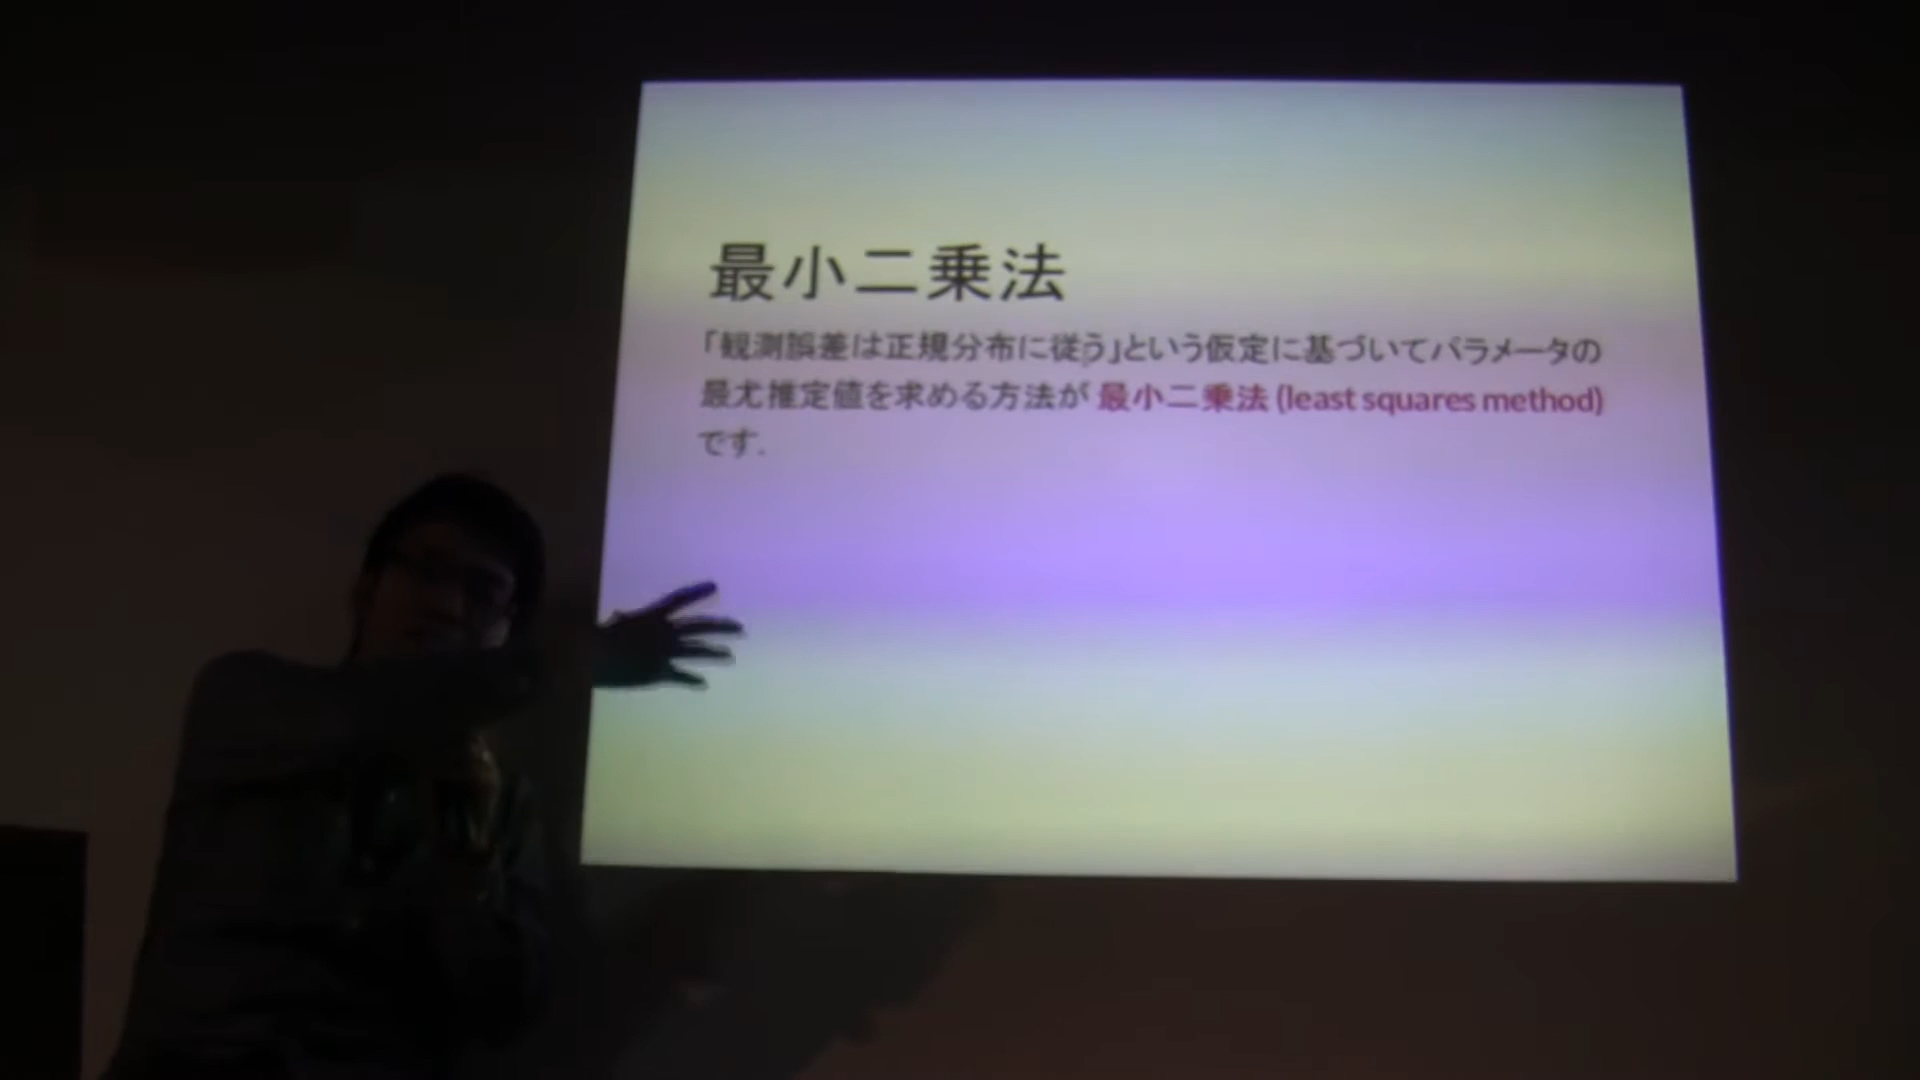 最小二乗法
「観測誤差は正規分布に従う」という仮定に基づいてパラメータの
最尤推定値を求める方法が 最小二乗法 (least squares method)
です.